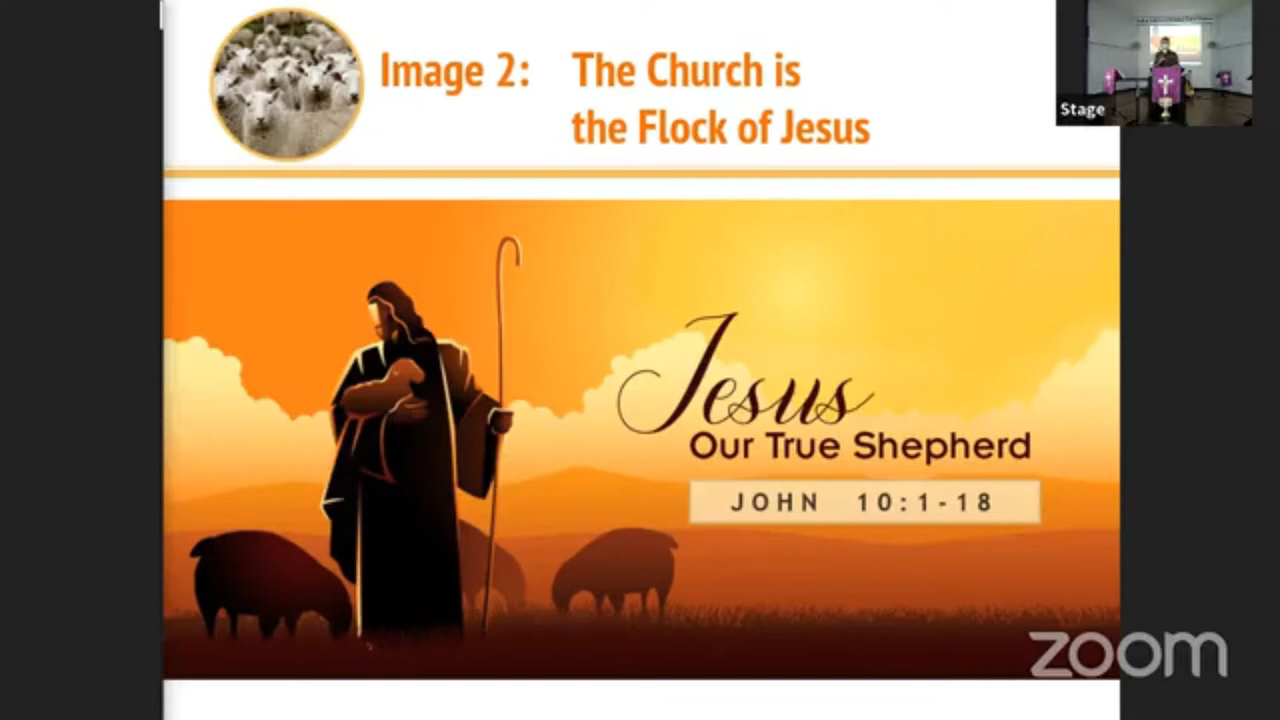 Image 2: The Church is
the Flock of Jesus
Stage
Jesus
Our True Shepherd
JOHN 10:1-18
zoom